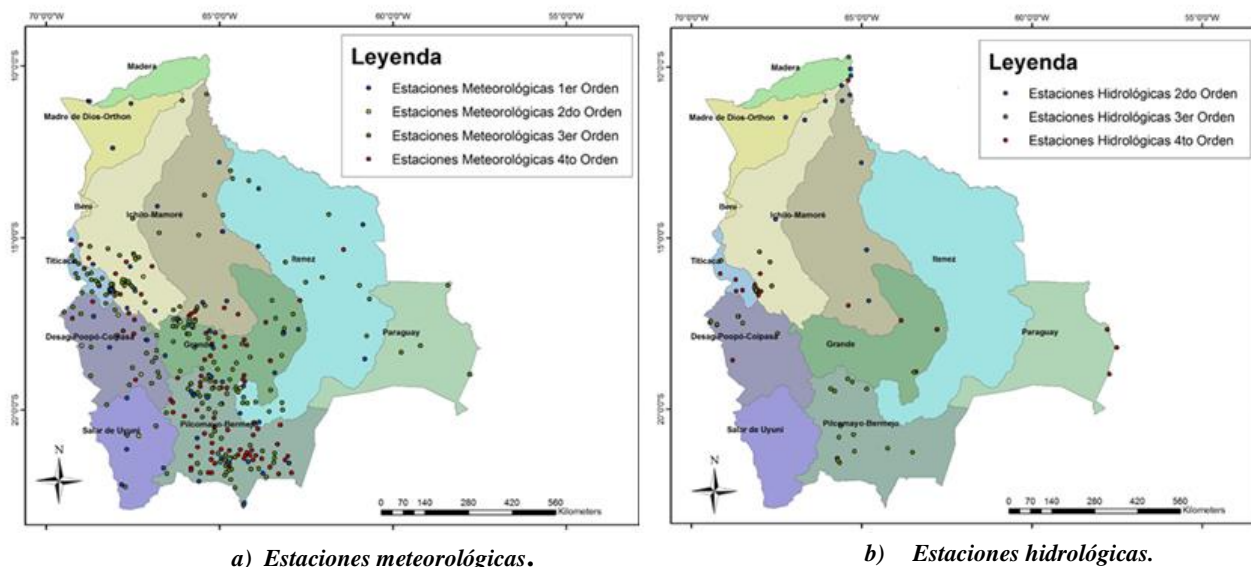 70°0'0"W
65°0'0"W
60°0'0"W
55°0'0"W
10°0'0"S
15°0'0"S
20°0'0"S
Leyenda
Estaciones Meteorológicas 1er Orden
Estaciones Meteorológicas 2do Orden
Estaciones Meteorológicas 3er Orden
Estaciones Meteorológicas 4to Orden
Madera
Madre de Dios-Orthon
Beni
Ichilo-Mamoré
Itenez
Titicaca
Desag-Poopó-Coipasa
Grande
Paraguay
Salar de Uyuni
Pilcomayo-Bermejo
N
0 70 140 280 420 560
Kilometers
a) Estaciones meteorológicas.
70°0'0"W
65°0'0"W
60°0'0"W
55°0'0"W
10°0'0"S
15°0'0"S
20°0'0"S
Leyenda
Estaciones Hidrológicas 2do Orden
Estaciones Hidrológicas 3er Orden
Estaciones Hidrológicas 4to Orden
Madera
Madre de Dios-Orthon
Beni
Ichilo-Mamoré
Itenez
Titicaca
Desag-Poopó-Coipasa
Grande
Paraguay
Salar de Uyuni
Pilcomayo-Bermejo
N
0 70 140 280 420 560
Kilometers
b) Estaciones hidrológicas.